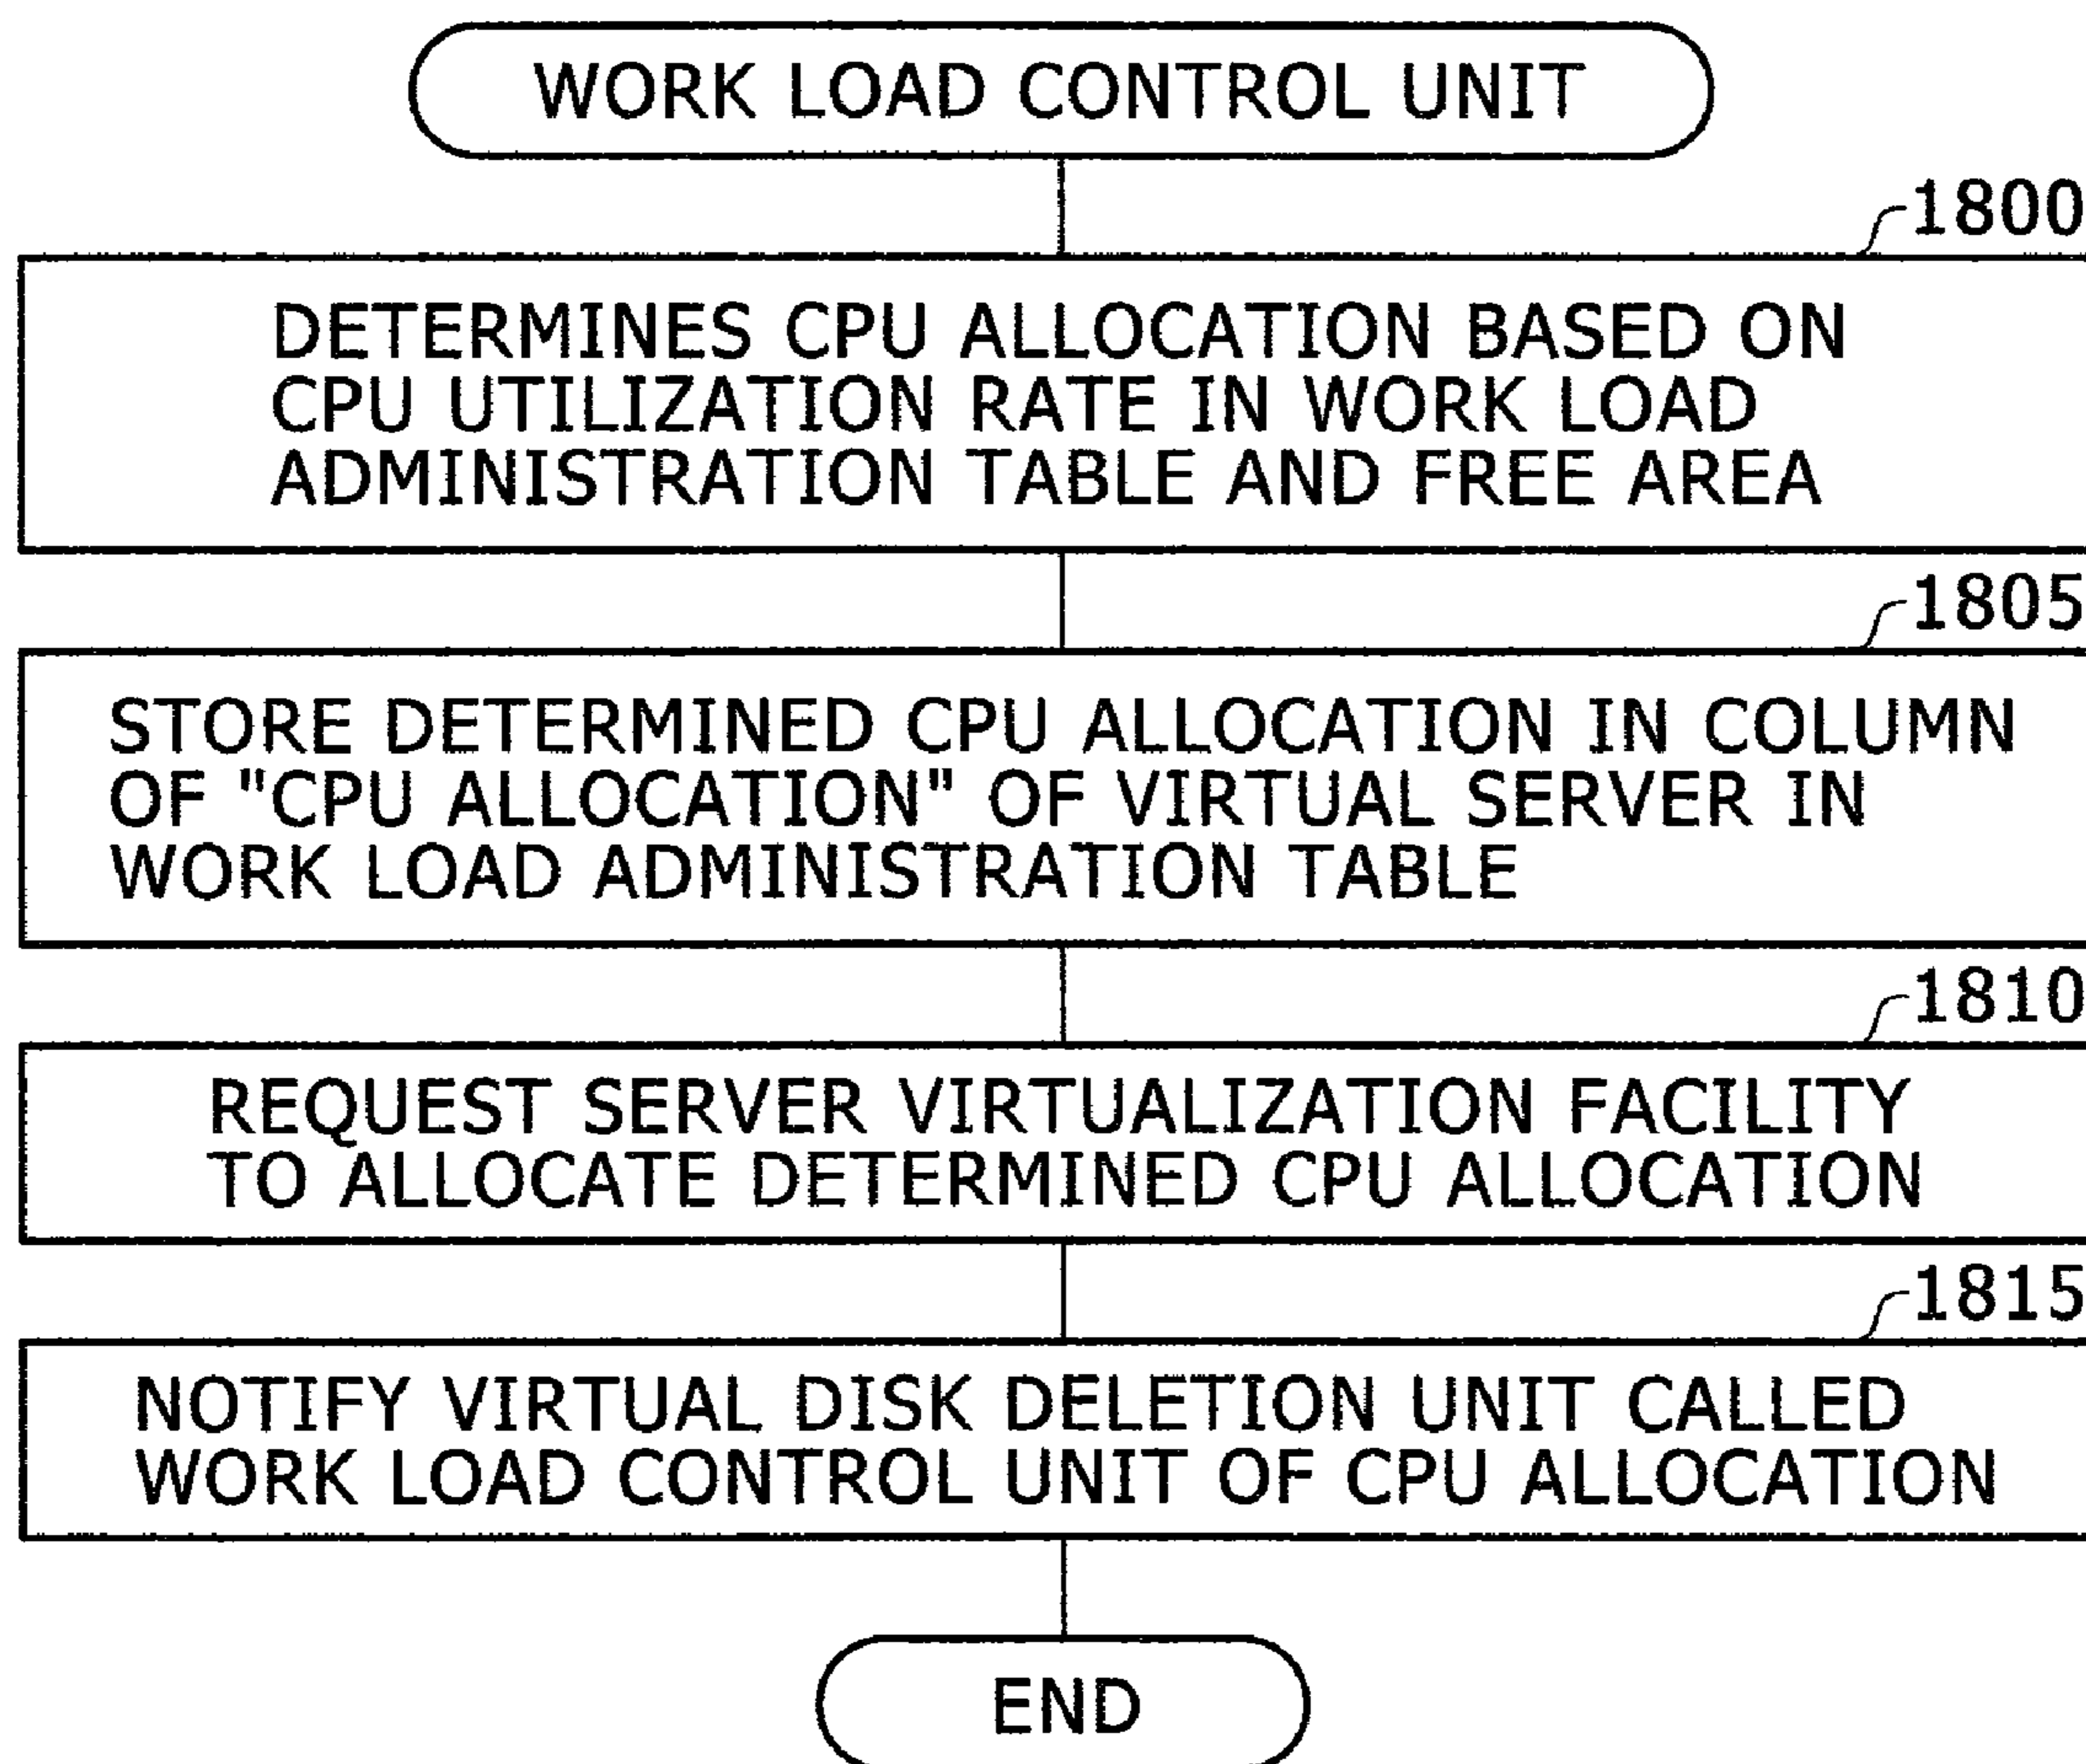 WORK LOAD CONTROL UNIT
1800
DETERMINES CPU ALLOCATION BASED ON
CPU UTILIZATION RATE IN WORK LOAD
ADMINISTRATION TABLE AND FREE AREA
1805
STORE DETERMINED CPU ALLOCATION IN COLUMN
OF "CPU ALLOCATION" OF VIRTUAL SERVER IN
WORK LOAD ADMINISTRATION TABLE
1810
REQUEST SERVER VIRTUALIZATION FACILITY
TO ALLOCATE DETERMINED CPU ALLOCATION
1815
NOTIFY VIRTUAL DISK DELETION UNIT CALLED
WORK LOAD CONTROL UNIT OF CPU ALLOCATION
END